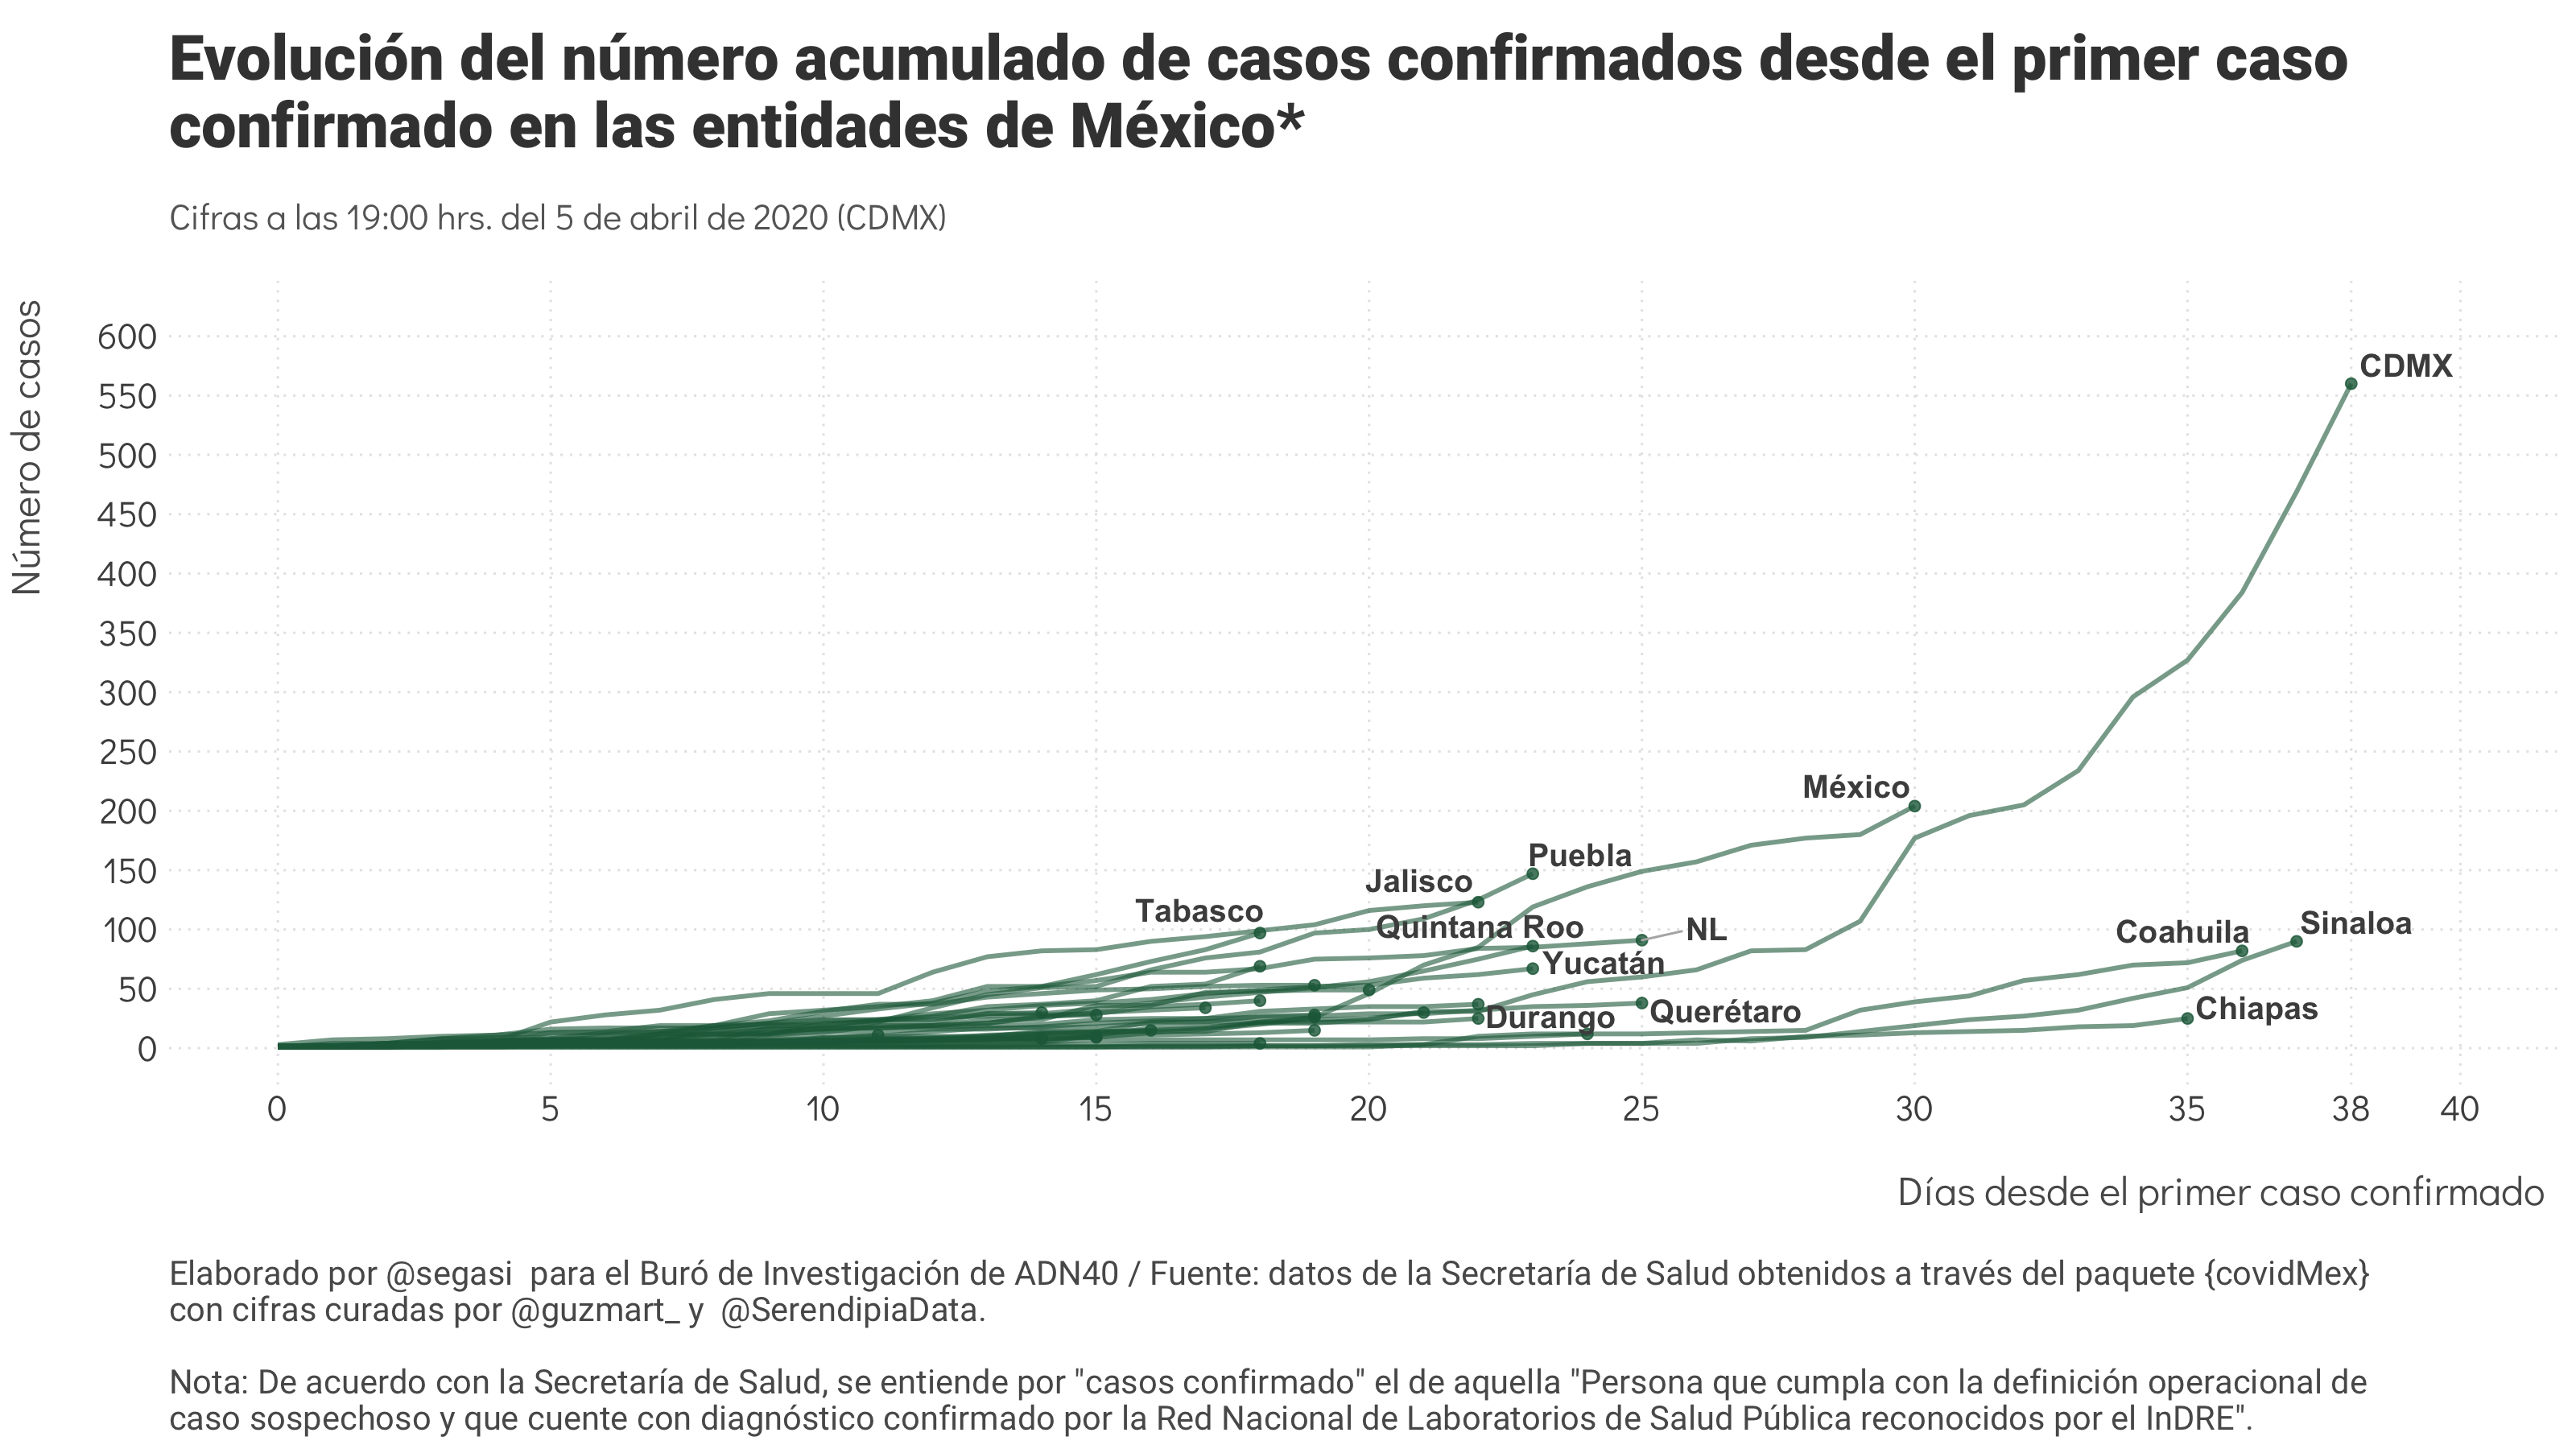 Evolución del número acumulado de casos confirmados desde el primer caso
confirmado en las entidades de México*
Cifras a las 19:00 hrs. del 5 de abril de 2020 (CDMX)
Número de casos
600
550
500
450
400
350
300
250
200
150
100
50
0
CDMX
México
Puebla
Jalisco
Tabasco
Quintana Roo
NL
Coahuila
Sinaloa
Yucatán
Querétaro
Durango
Chiapas
0 5 10 15 20 25 30 35 38 40
Días desde el primer caso confirmado
Elaborado por @segasi  para el Buró de Investigación de ADN40 / Fuente: datos de la Secretaría de Salud obtenidos a través del paquete {covidMex}
con cifras curadas por @guzmart_ y  @SerendipiaData.
Nota: De acuerdo con la Secretaría de Salud, se entiende por "casos confirmado" el de aquella "Persona que cumpla con la definición operacional de
caso sospechoso y que cuente con diagnóstico confirmado por la Red Nacional de Laboratorios de Salud Pública reconocidos por el InDRE".